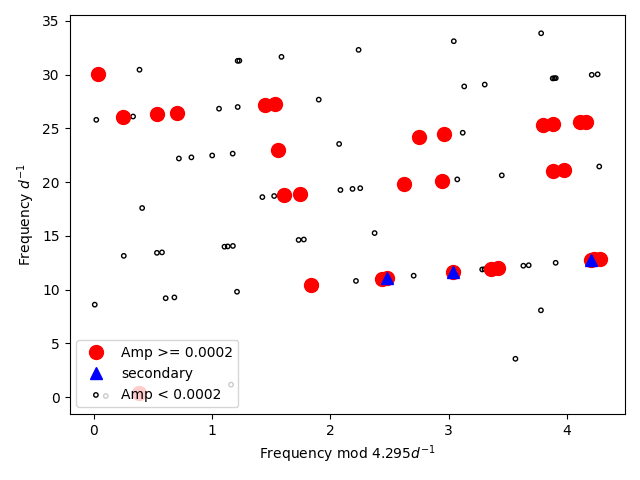 35
30
25
20
15
10
5
0
Frequency $d^{-1}$
Amp >= 0.0002
secondary
Amp < 0.0002
0 1 2 3 4
Frequency mod 4.295$d^{-1}$